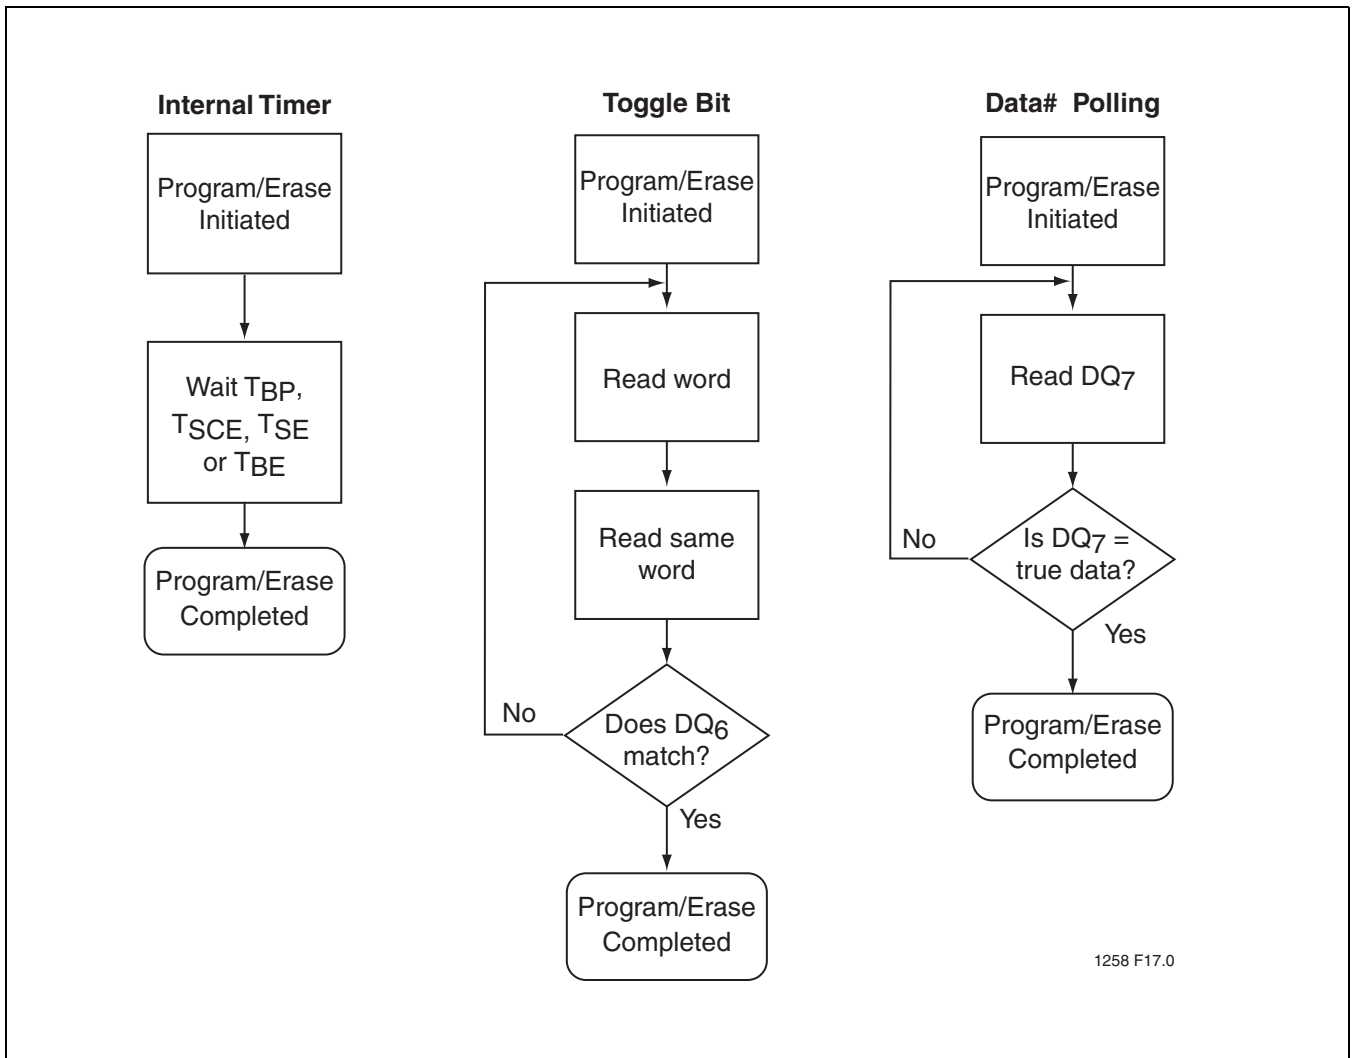 Internal Timer
Program/Erase
Initiated
Wait TBP,
TSCE, TSE
or TBE
Program/Erase
Completed
Toggle Bit
Program/Erase
Initiated
Read word
Read same
word
Does DQ6
match?
No
Yes
Program/Erase
Completed
Data# Polling
Program/Erase
Initiated
Read DQ7
Is DQ7 =
true data?
No
Yes
Program/Erase
Completed
1258 F17.0